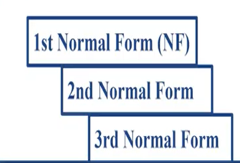 1st Normal Form (NF)
2nd Normal Form
3rd Normal Form